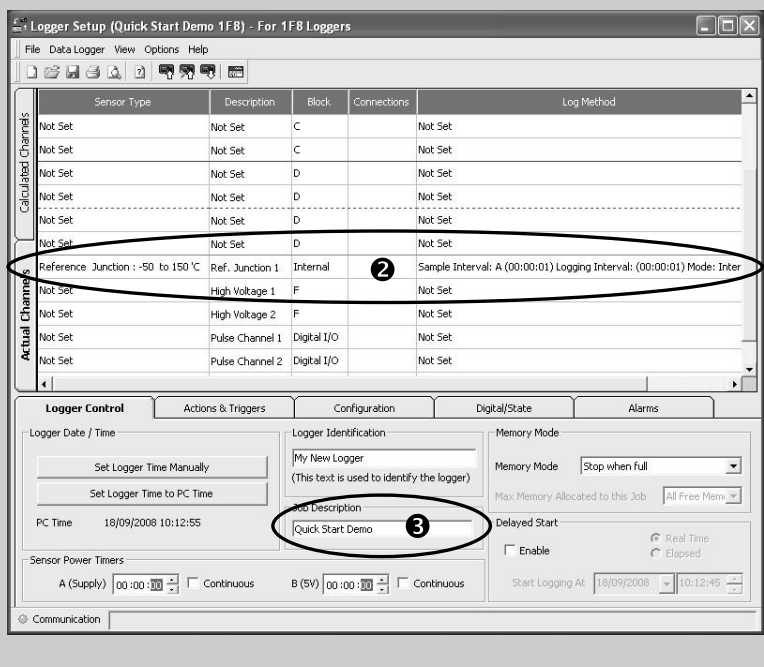 Logger Setup (Quick Start Demo 1F8) - For 1F8 Loggers
File Data Logger View Options Help
Sensor Type Description Block Connections Log Method
Not Set Not Set C Not Set
Not Set Not Set C Not Set
Not Set Not Set D Not Set
Not Set Not Set D Not Set
Not Set Not Set D Not Set
Not Set Not Set D Not Set
Reference Junction : -50 to 150 'C Ref. Junction 1 Internal ❷ Sample Interval: A (00:00:01) Logging Interval: (00:00:01) Mode: Inter
Not Set High Voltage 1 F Not Set
Not Set High Voltage 2 F Not Set
Not Set Pulse Channel 1 Digital I/O Not Set
Not Set Pulse Channel 2 Digital I/O Not Set
Calculated Channels
Actual Channels
Logger Control Actions & Triggers Configuration Digital/State Alarms
Logger Date / Time
Set Logger Time Manually
Set Logger Time to PC Time
PC Time 18/09/2008 10:12:55
Logger Identification
My New Logger
(This text is used to identify the logger)
Job Description
Quick Start Demo ❸
Memory Mode
Memory Mode Stop when full
Max Memory Allocated to this Job All Free Mem
Delayed Start
Enable
Real Time
Elapsed
Start Logging At 18/09/2008 10:12:45
Sensor Power Timers
A (Supply) 00:00:00 Continuous B (5V) 00:00:00 Continuous
Communication